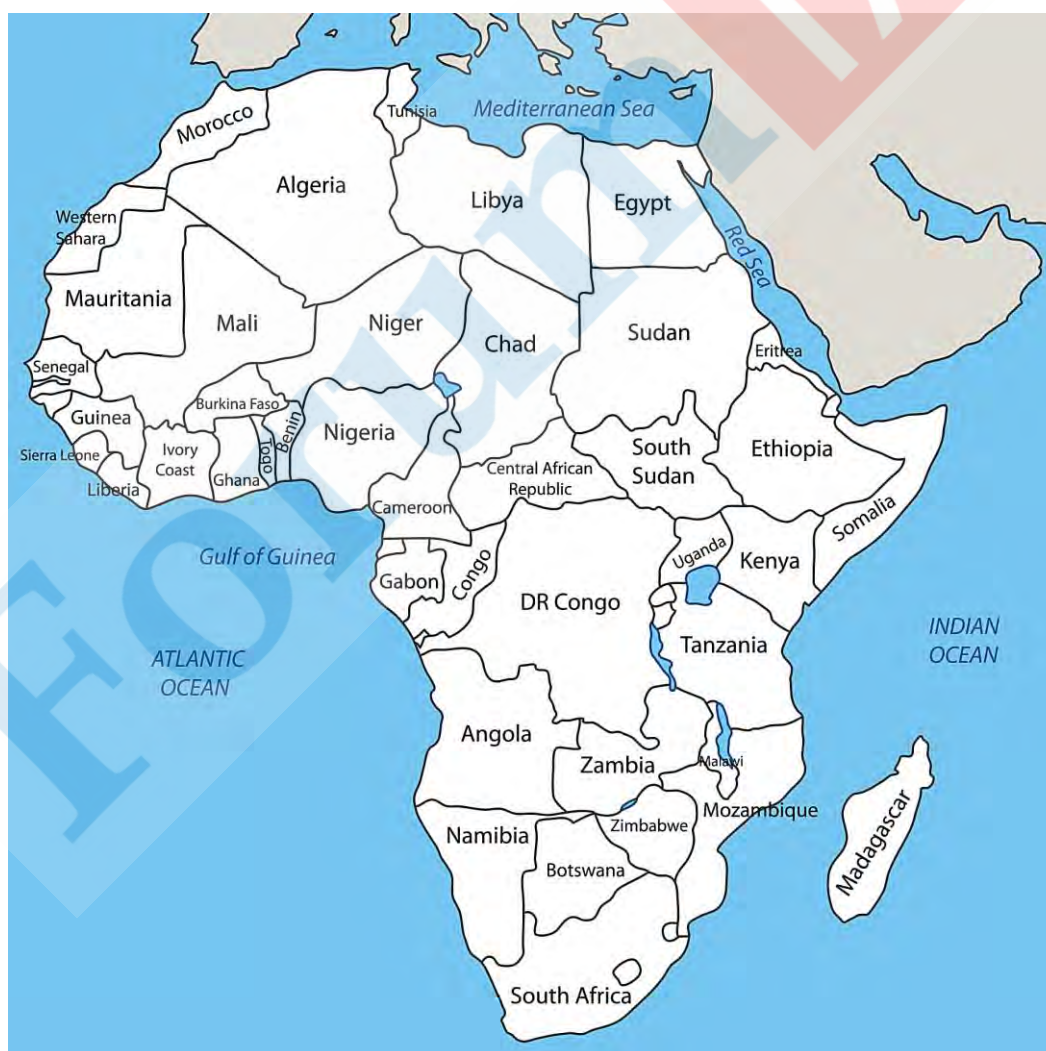 Mediterranean Sea
Tunisia
Morocco
Algeria
Libya
Egypt
Western
Sahara
Red Sea
Mauritania
Mali
Niger
Chad
Sudan
Eritrea
Senegal
Burkina Faso
Guinea
Benin
Nigeria
Togo
Ivory
Coast
Ghana
Sierra Leone
Liberia
South
Sudan
Ethiopia
Central African
Republic
Somalia
Cameroon
Gulf of Guinea
Gabon
Congo
Uganda
Kenya
DR Congo
Tanzania
INDIAN
OCEAN
ATLANTIC
OCEAN
Angola
Zambia
Malawi
Mozambique
Zimbabwe
Namibia
Botswana
Madagascar
South Africa
Forum